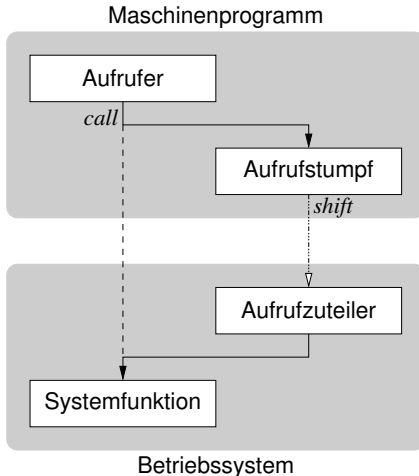 Maschinenprogramm
Aufrufer
call
Aufrufstumpf
shift
Aufrufzuteiler
Systemfunktion
Betriebssystem